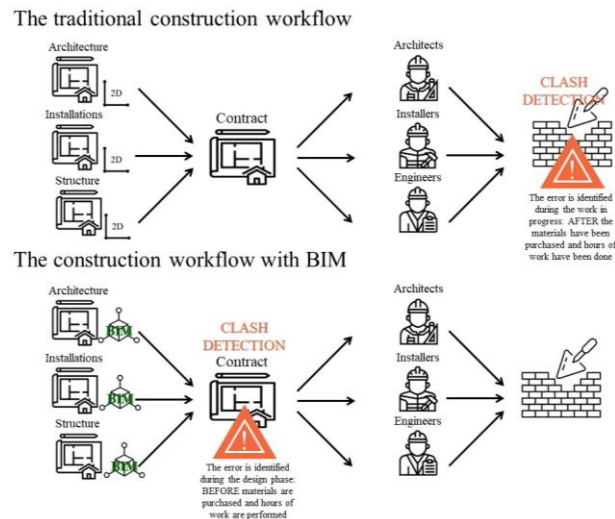 The traditional construction workflow
Architecture
2D
Installations
2D
Structure
2D
Contract
Architects
Installers
Engineers
CLASH
DETECTION
The error is identified
during the work in
progress: AFTER the
materials have been
purchased and hours of
work have been done
The construction workflow with BIM
Architecture
BIM
Installations
BIM
Structure
BIM
CLASH
DETECTION
Contract
The error is identified
during the design phase:
BEFORE materials are
purchased and hours of
work are performed
Architects
Installers
Engineers